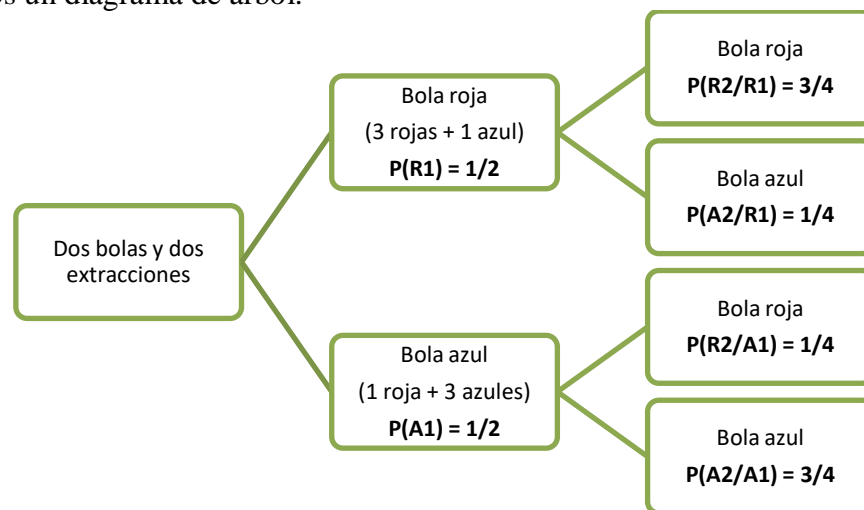 un diagrama de árbol.
Bola roja
P(R2/R1) = 3/4
Bola roja
(3 rojas + 1 azul)
P(R1) = 1/2
Bola azul
P(A2/R1) = 1/4
Dos bolas y dos
extracciones
Bola roja
P(R2/A1) = 1/4
Bola azul
(1 roja + 3 azules)
P(A1) = 1/2
Bola azul
P(A2/A1) = 3/4